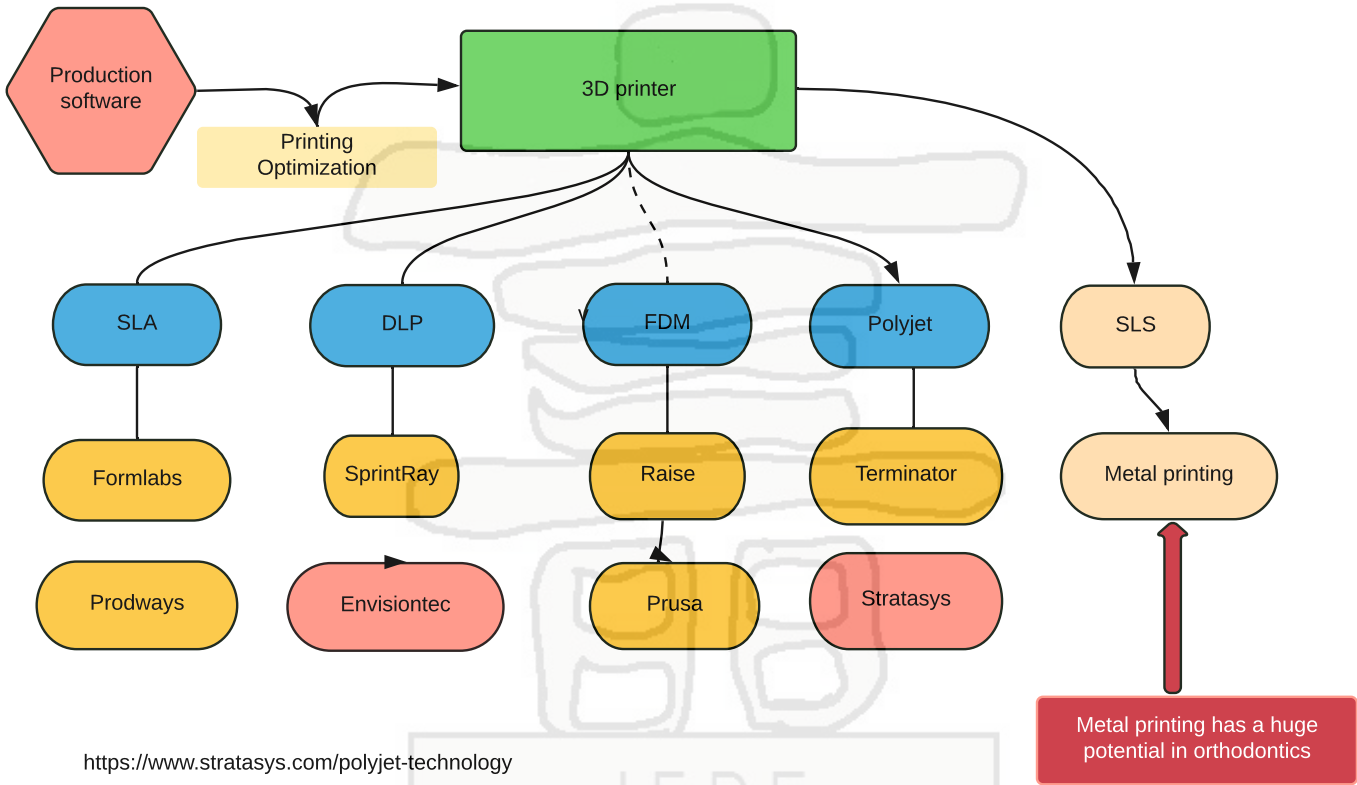 Production
software
3D printer
Printing
Optimization
SLA
DLP
FDM
Polyjet
SLS
Formlabs
SprintRay
Raise
Terminator
Metal printing
Prodways
Envisiontec
Prusa
Stratasys
Metal printing has a huge
potential in orthodontics
https://www.stratasys.com/polyjet-technology